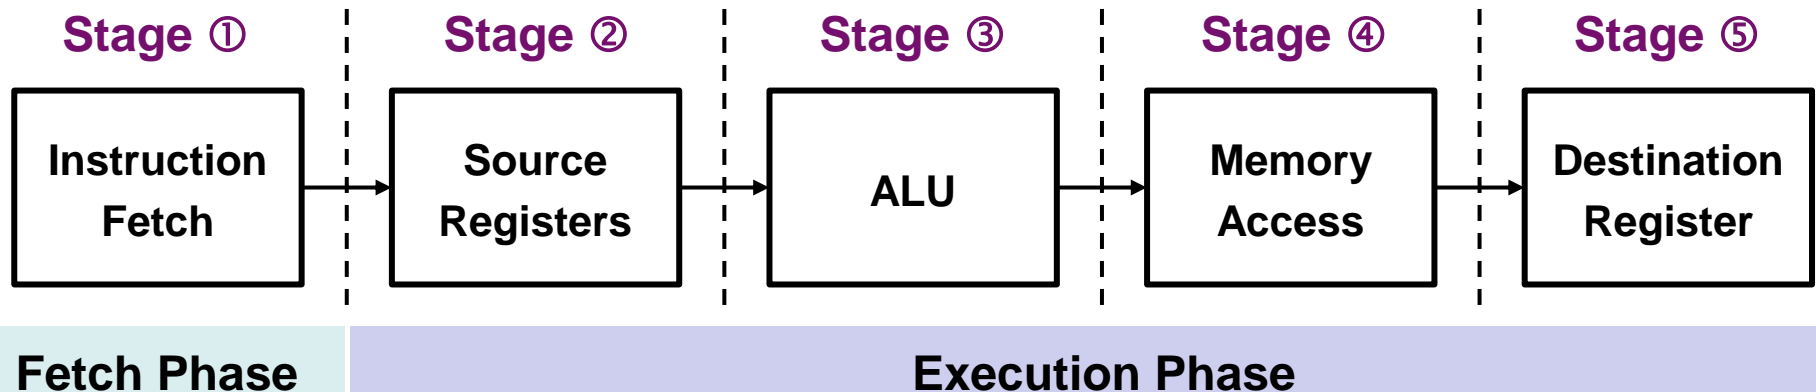 Stage ①
Stage ②
Stage ③
Stage ④
Stage ⑤
Instruction
Fetch
Source
Registers
ALU
Memory
Access
Destination
Register
Fetch Phase
Execution Phase